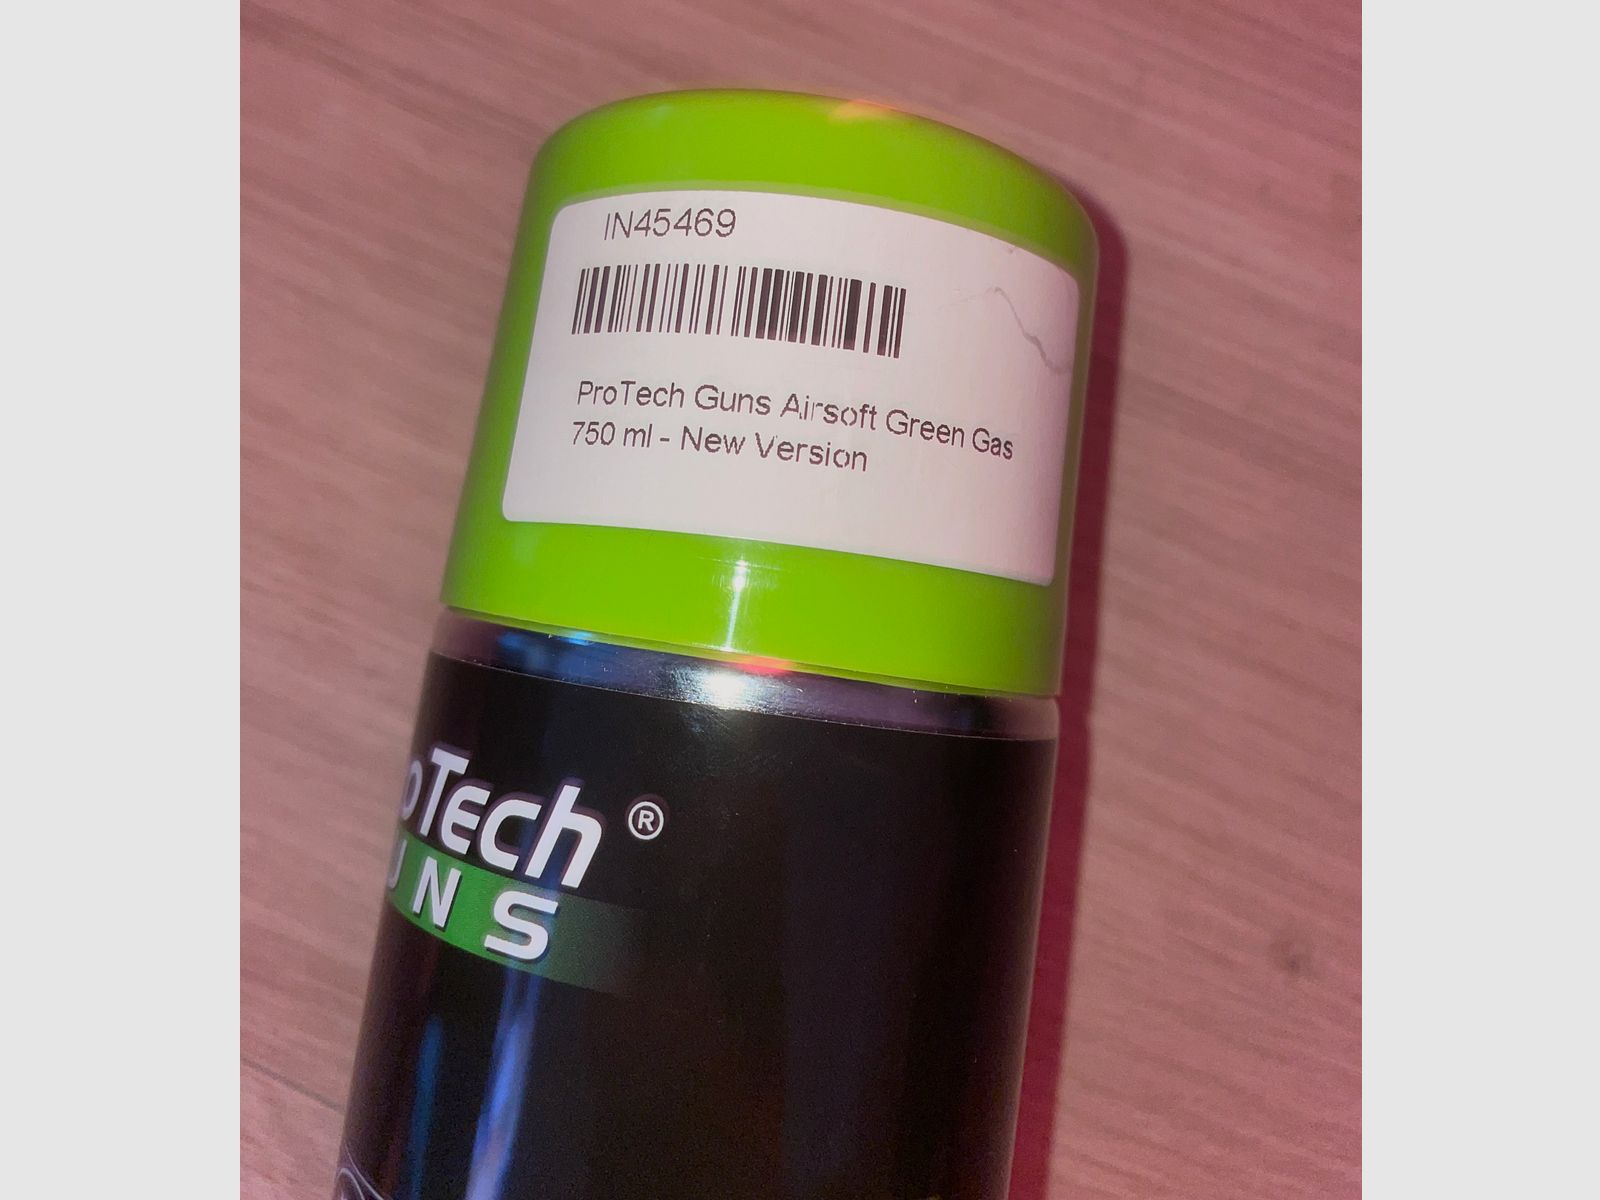 IN45469
ProTech Guns Airsoft Green Gas
750 ml - New Version
oTech ®
UNS